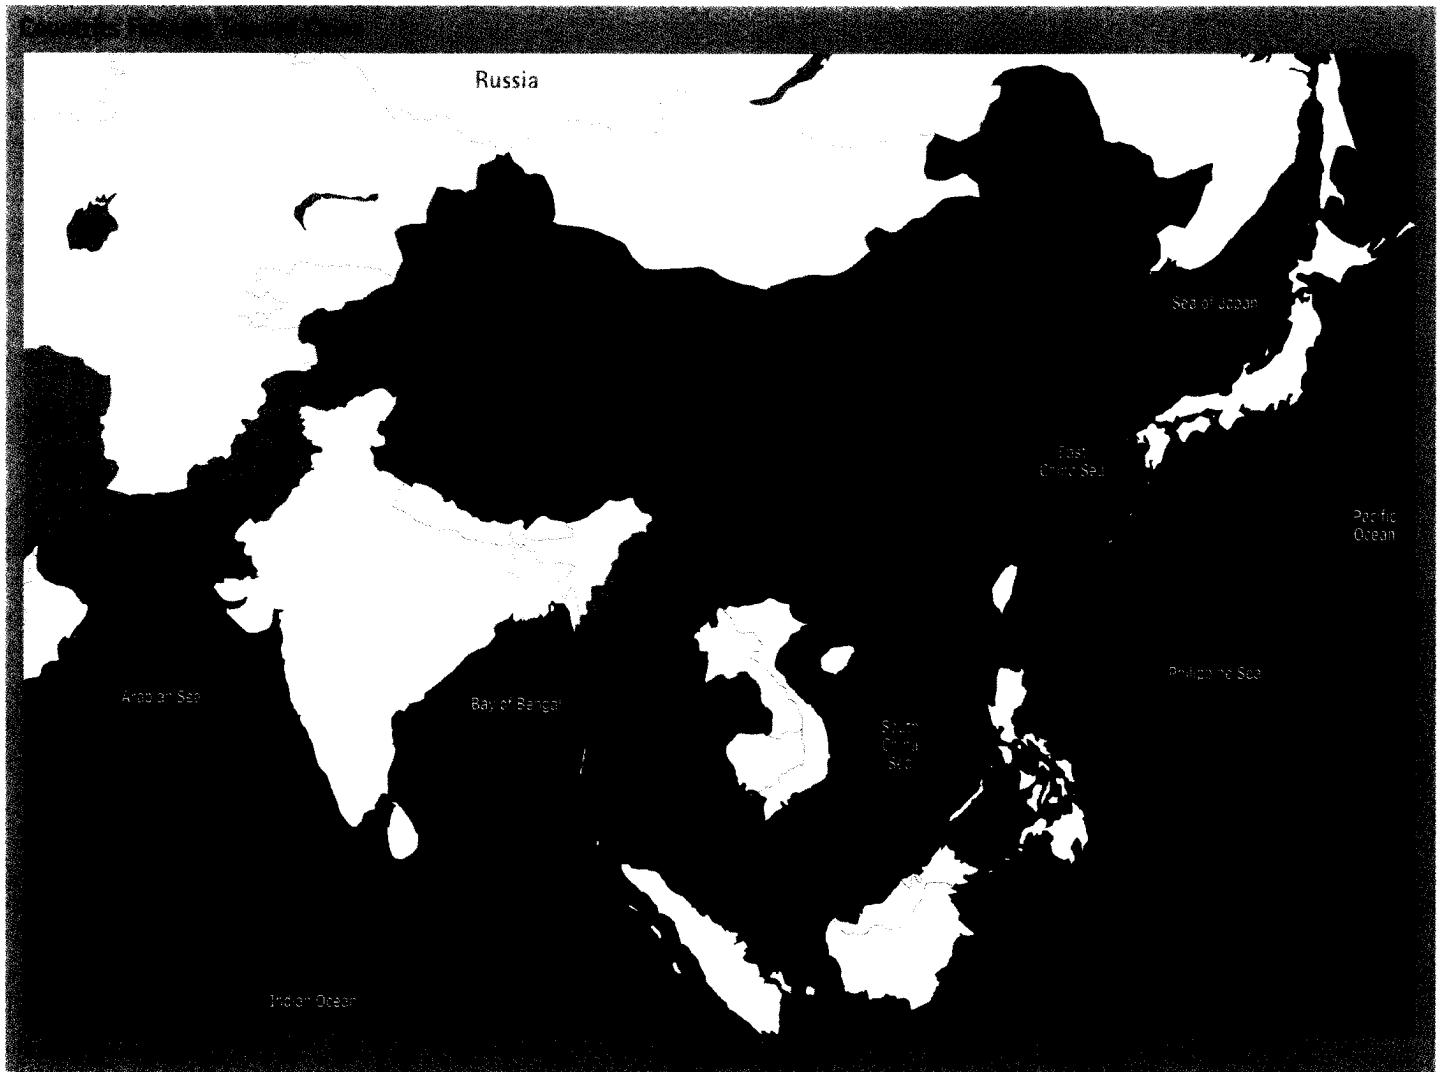 Russia
Sea of Japan
East
China Sea
Pacific
Ocean
Philippine Sea
Arabian Sea
Bay of Bengal
South
China
Sea
Indian Ocean